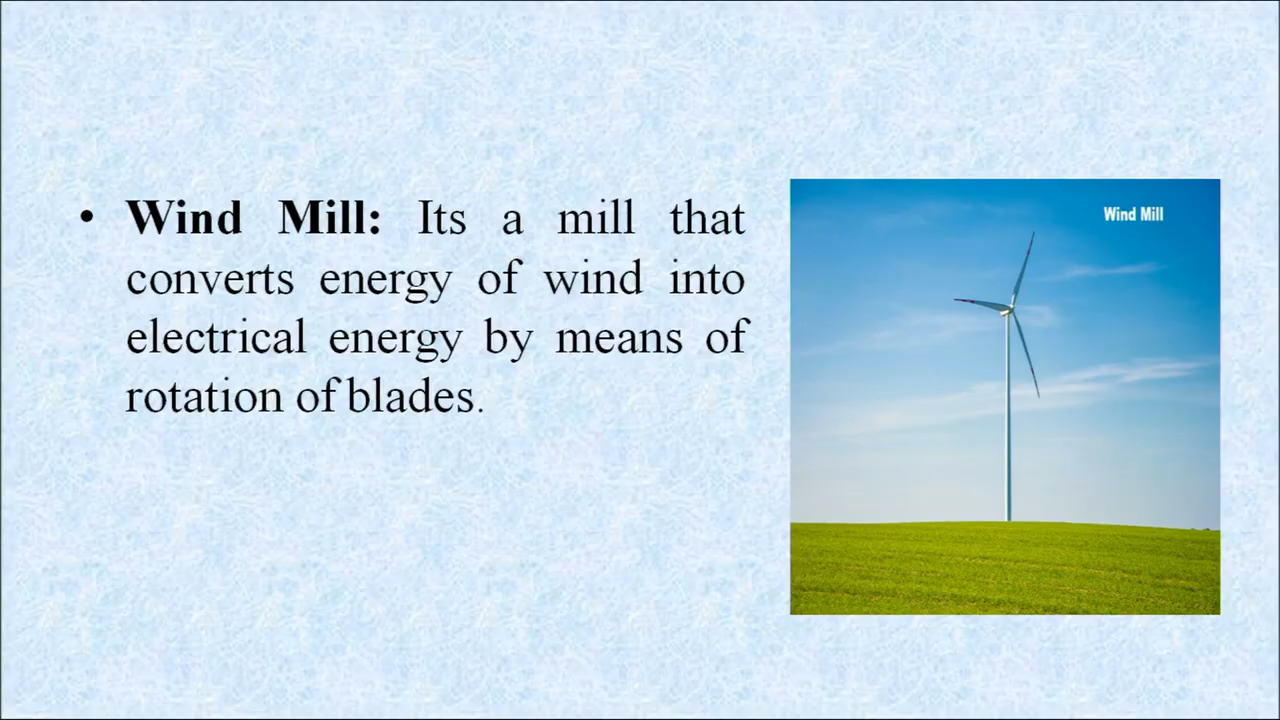 • Wind Mill: Its a mill that
converts energy of wind into
electrical energy by means of
rotation of blades.
Wind Mill